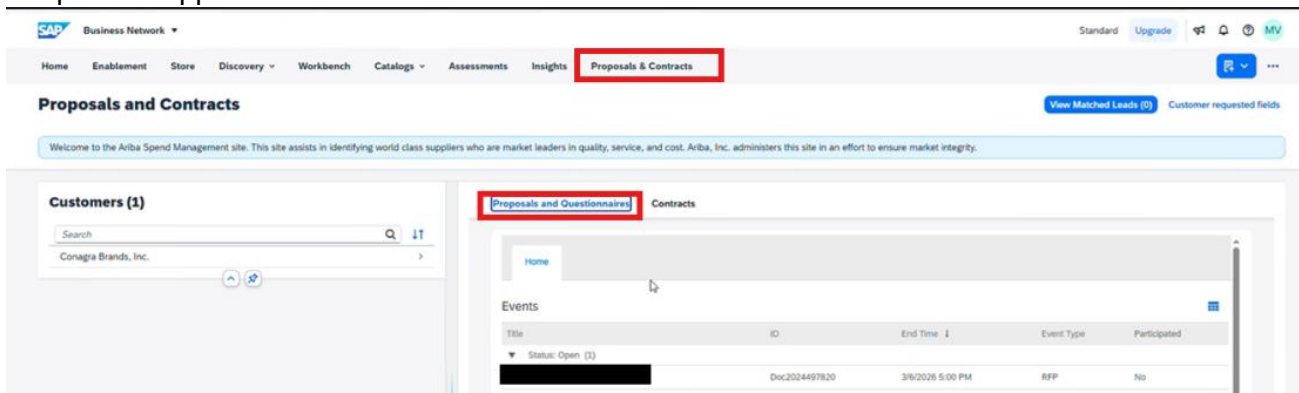 SAP Business Network
Standard Upgrade MV
Home Enablement Store Discovery Workbench Catalogs Assessments Insights Proposals & Contracts
Proposals and Contracts
View Matched Leads (0) Customer requested fields
Welcome to the Ariba Spend Management site. This site assists in identifying world class suppliers who are market leaders in quality, service, and cost. Ariba, Inc. administers this site in an effort to ensure market integrity.
Customers (1)
Proposals and Questionnaires Contracts
Search
Conagra Brands, Inc.
Home
Events
Title ID End Time Event Type Participated
Status: Open (1)
Doc2024497820 3/6/2026 5:00 PM RFP No